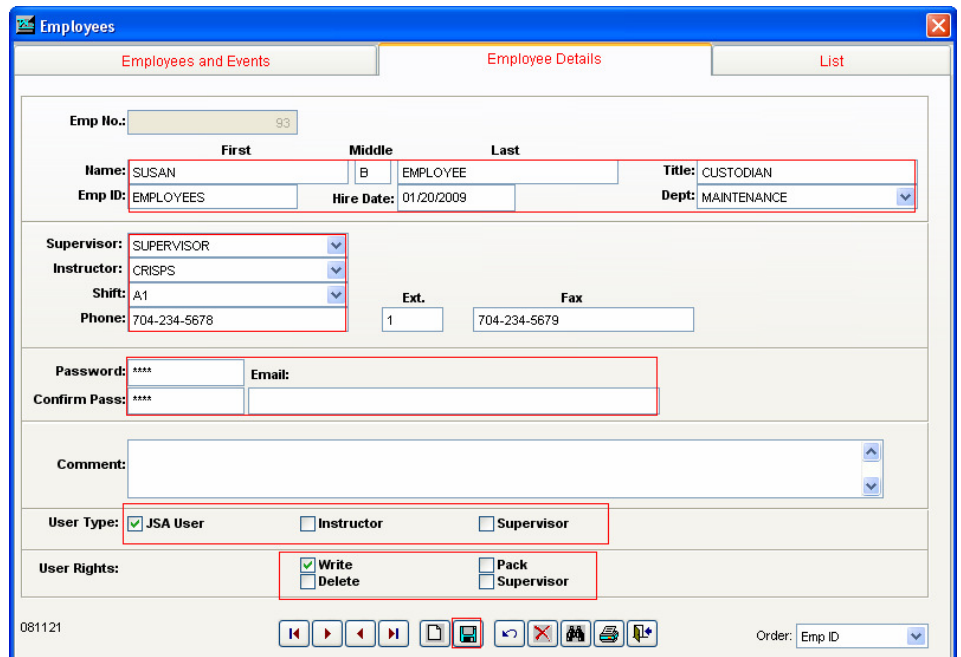 Employees
Employees and Events Employee Details List
Emp No.: 93
First Middle Last
Name: SUSAN B EMPLOYEE Title: CUSTODIAN
Emp ID: EMPLOYEES Hire Date: 01/20/2009 Dept: MAINTENANCE
Supervisor: SUPERVISOR
Instructor: CRISPS
Shift: A1 Ext. Fax
Phone: 704-234-5678 1 704-234-5679
Password: **** Email:
Confirm Pass: ****
Comment:
User Type: JSA User Instructor Supervisor
User Rights: Write Pack
Delete Supervisor
081121 Order: Emp ID